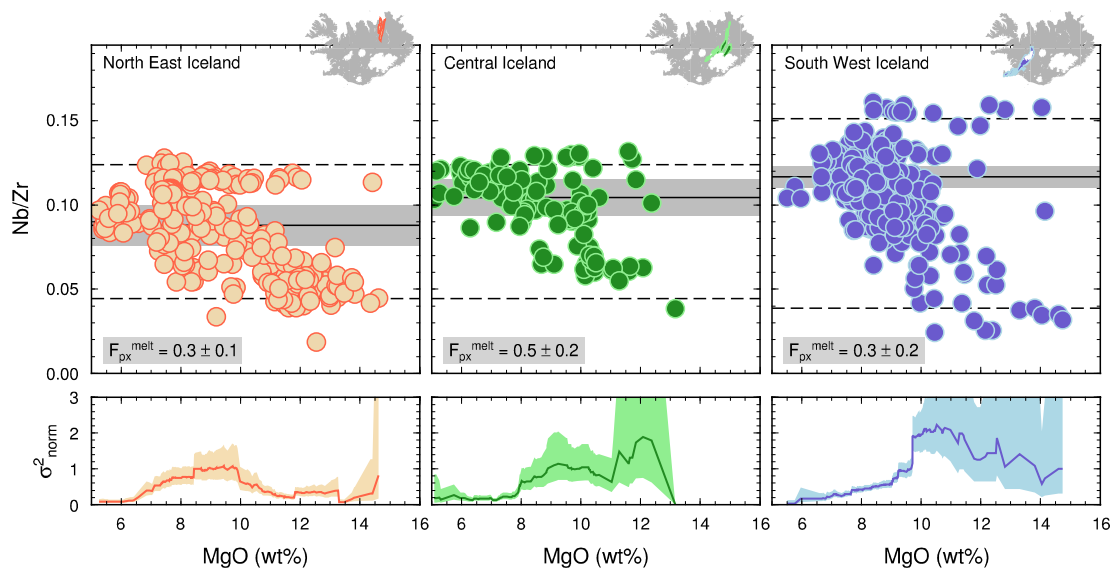 North East Iceland
Central Iceland
South West Iceland
Nb/Zr
0.15
0.10
0.05
0.00
F_px^melt = 0.3 ± 0.1
F_px^melt = 0.5 ± 0.2
F_px^melt = 0.3 ± 0.2
σ²_norm
3
2
1
0
6 8 10 12 14 16
6 8 10 12 14 16
6 8 10 12 14 16
MgO (wt%)
MgO (wt%)
MgO (wt%)